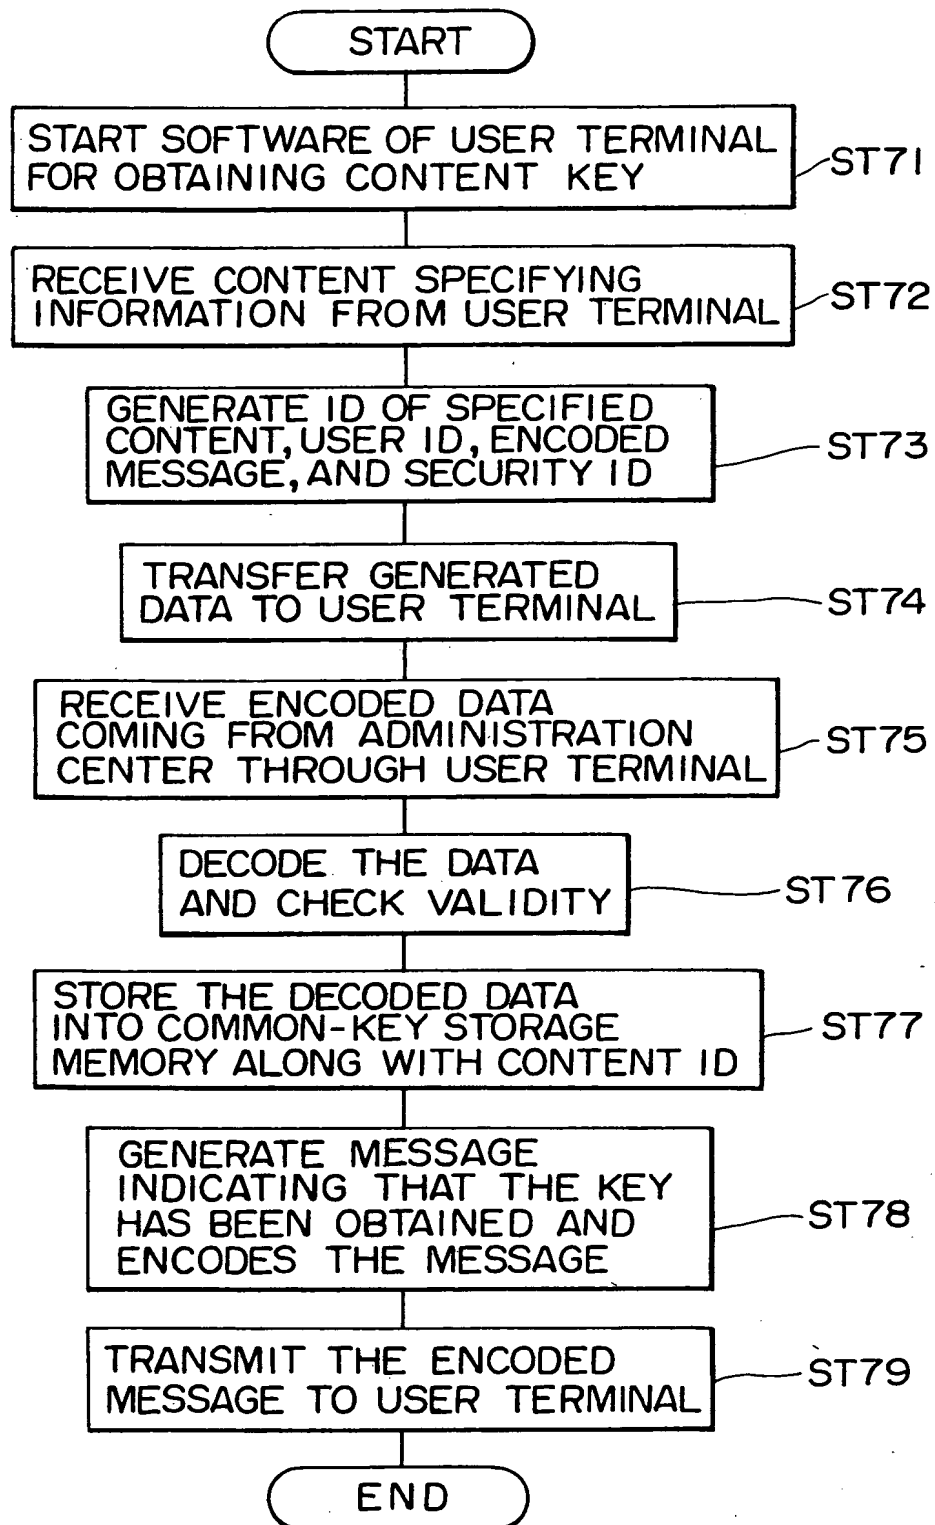 START
START SOFTWARE OF USER TERMINAL
FOR OBTAINING CONTENT KEY
ST71
RECEIVE CONTENT SPECIFYING
INFORMATION FROM USER TERMINAL
ST72
GENERATE ID OF SPECIFIED
CONTENT, USER ID, ENCODED
MESSAGE, AND SECURITY ID
ST73
TRANSFER GENERATED
DATA TO USER TERMINAL
ST74
RECEIVE ENCODED DATA
COMING FROM ADMINISTRATION
CENTER THROUGH USER TERMINAL
ST75
DECODE THE DATA
AND CHECK VALIDITY
ST76
STORE THE DECODED DATA
INTO COMMON-KEY STORAGE
MEMORY ALONG WITH CONTENT ID
ST77
GENERATE MESSAGE
INDICATING THAT THE KEY
HAS BEEN OBTAINED AND
ENCODES THE MESSAGE
ST78
TRANSMIT THE ENCODED
MESSAGE TO USER TERMINAL
ST79
END